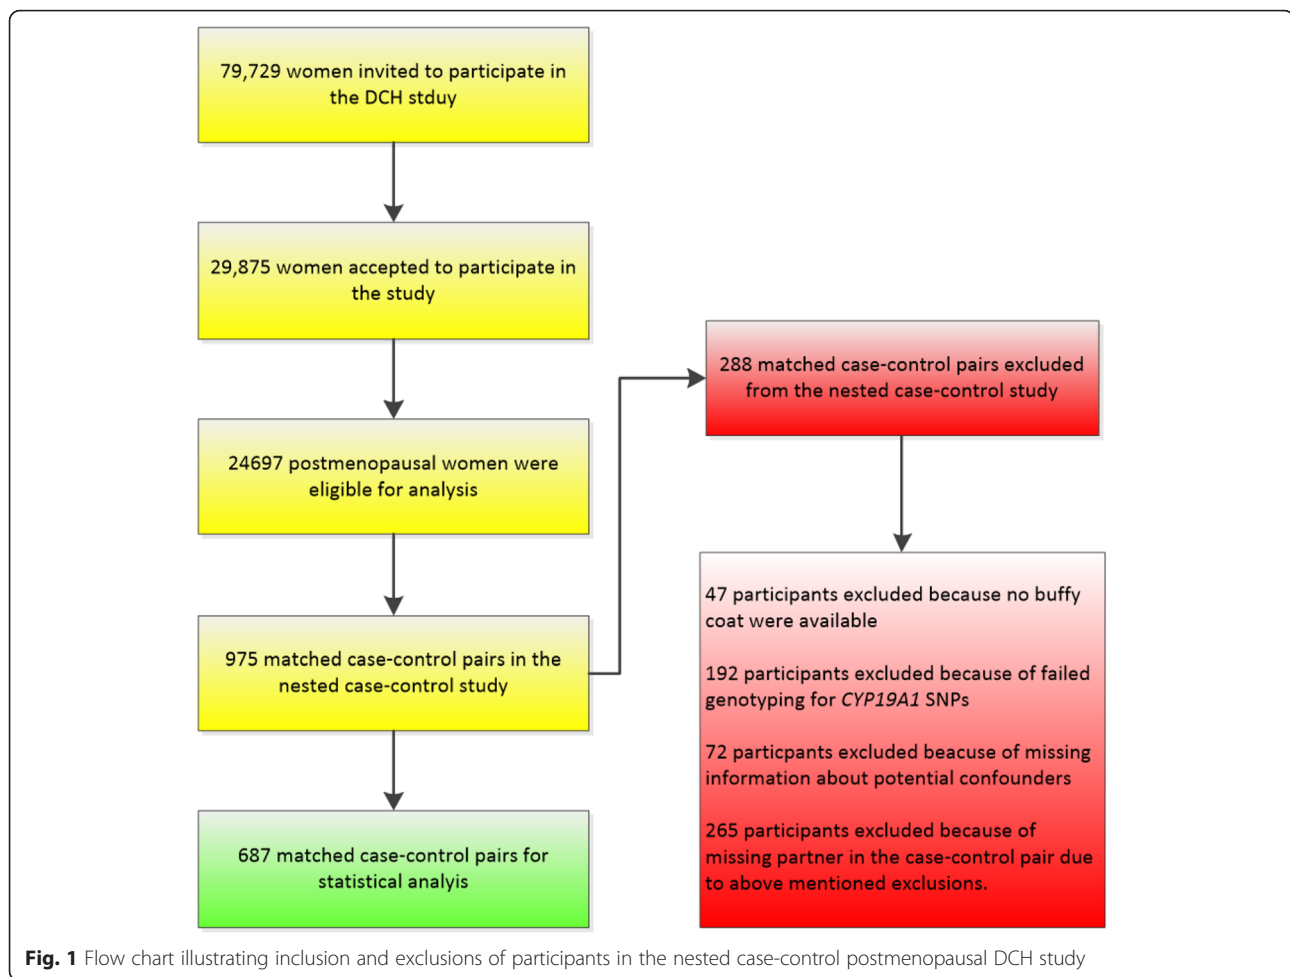 79,729 women invited to participate in
the DCH stduy
29,875 women accepted to participate in
the study
24697 postmenopausal women were
eligible for analysis
975 matched case-control pairs in the
nested case-control study
687 matched case-control pairs for
statistical analyis
288 matched case-control pairs excluded
from the nested case-control study
47 participants excluded because no buffy
coat were available
192 participants excluded because of failed
genotyping for CYP19A1 SNPs
72 particpants excluded beacuse of missing
information about potential confounders
265 participants excluded because of
missing partner in the case-control pair due
to above mentioned exclusions.
Fig. 1 Flow chart illustrating inclusion and exclusions of participants in the nested case-control postmenopausal DCH study